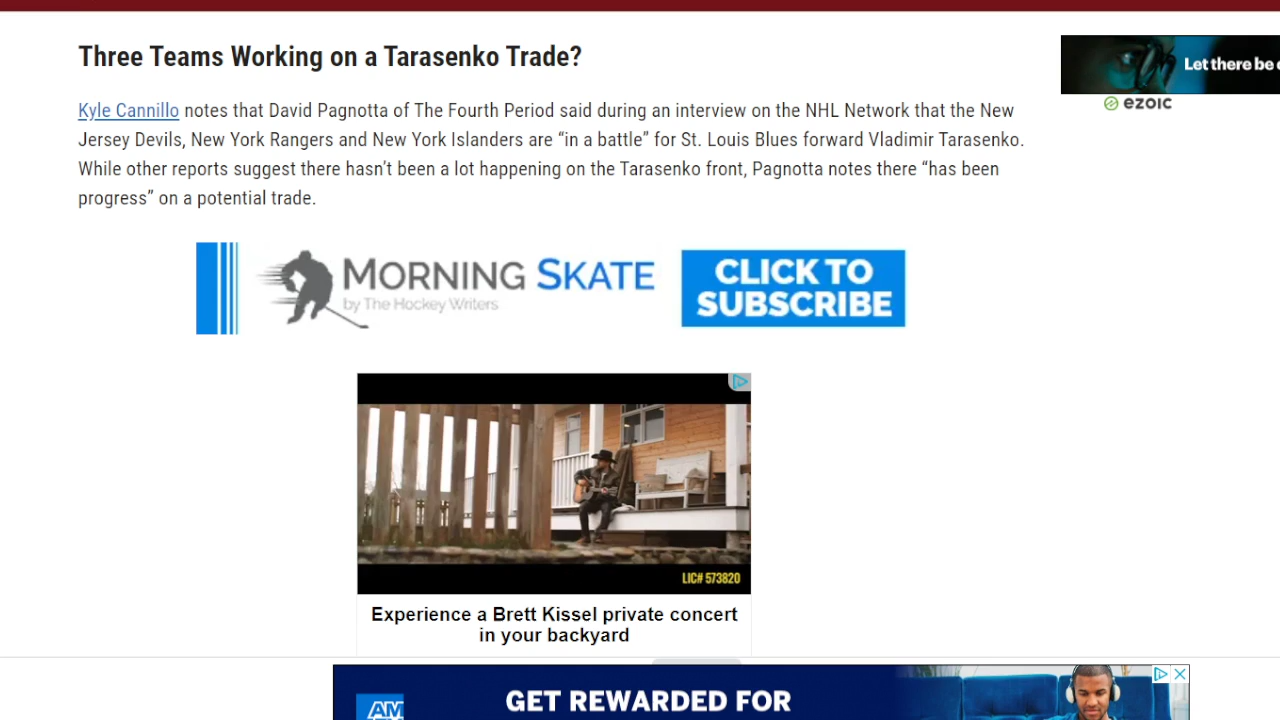 Three Teams Working on a Tarasenko Trade?
Let there be
ezoic
Kyle Cannillo notes that David Pagnotta of The Fourth Period said during an interview on the NHL Network that the New
Jersey Devils, New York Rangers and New York Islanders are “in a battle” for St. Louis Blues forward Vladimir Tarasenko.
While other reports suggest there hasn’t been a lot happening on the Tarasenko front, Pagnotta notes there “has been
progress” on a potential trade.
MORNING SKATE
by The Hockey Writers
CLICK TO
SUBSCRIBE
LIC# 573820
Experience a Brett Kissel private concert
in your backyard
AM
GET REWARDED FOR